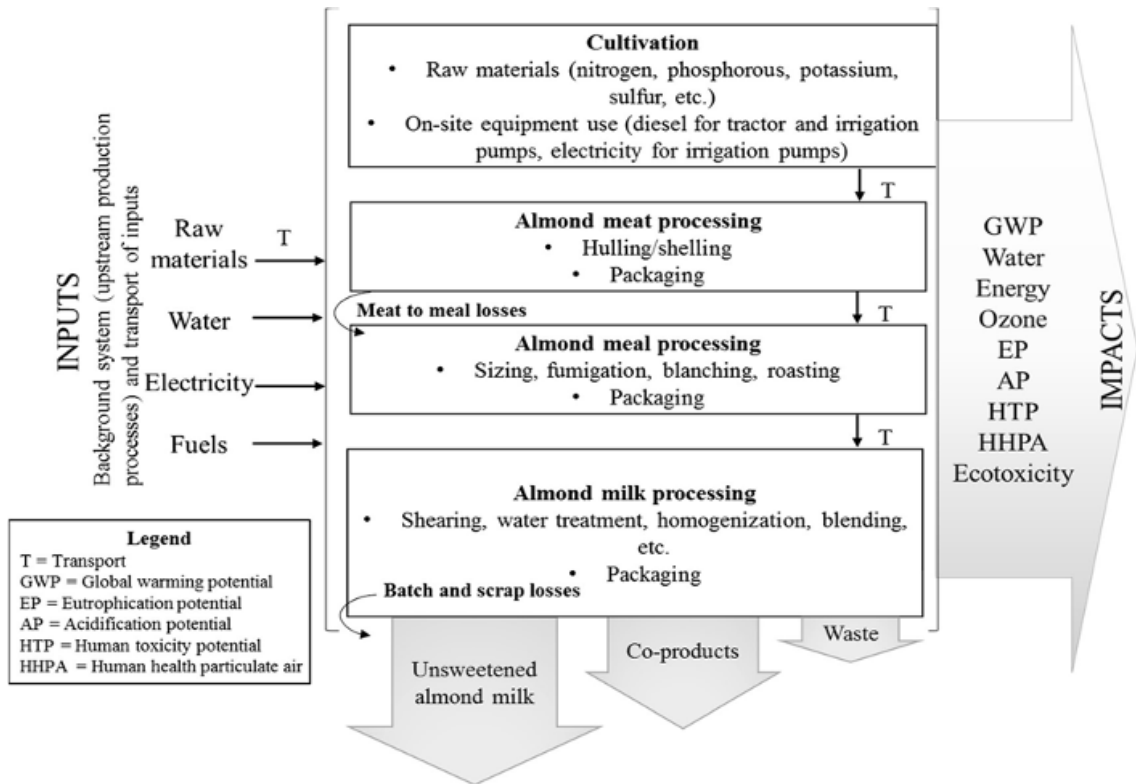 INPUTS
Background system (upstream production
processes) and transport of inputs
Raw
materials
T
Water
Electricity
Fuels
Cultivation
• Raw materials (nitrogen, phosphorous, potassium,
sulfur, etc.)
• On-site equipment use (diesel for tractor and irrigation
pumps, electricity for irrigation pumps)
T
Almond meat processing
• Hulling/shelling
• Packaging
Meat to meal losses
T
Almond meal processing
• Sizing, fumigation, blanching, roasting
• Packaging
T
Almond milk processing
• Shearing, water treatment, homogenization, blending,
etc.
• Packaging
Batch and scrap losses
Unsweetened
almond milk
Co-products
Waste
GWP
Water
Energy
Ozone
EP
AP
HTP
HHPA
Ecotoxicity
IMPACTS
Legend
T = Transport
GWP = Global warming potential
EP = Eutrophication potential
AP = Acidification potential
HTP = Human toxicity potential
HHPA = Human health particulate air